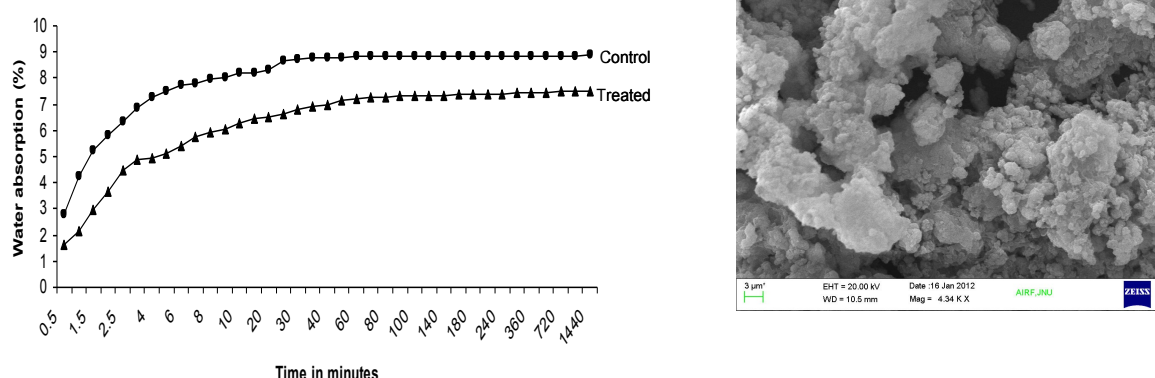 10
9
8
7
6
5
4
3
2
1
0
Water absorption (%)
Control
Treated
0.5 1.5 2.5 4 6 8 10 20 30 40 60 80 100 140 180 240 360 720 1440
Time in minutes
3 µm*
EHT = 20.00 kV
WD = 10.5 mm
Date :16 Jan 2012
Mag = 4.34 K X
AIRF,JNU
ZEISS